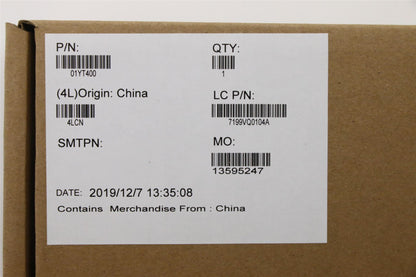 P/N: QTY:
01YT400 1
(4L)Origin: China LC P/N:
4LCN 7199VQ0104A
SMTPN: MO:
13595247
DATE: 2019/12/7 13:35:08
Contains Merchandise From : China